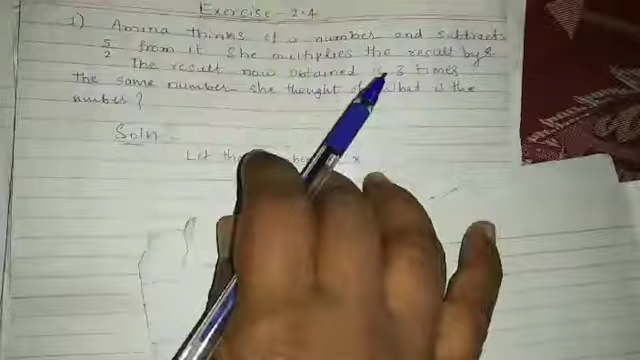 Exercise 2.4
1) Amina thinks of a number and subtracts
5/2 from it. She multiplies the result by 8.
The result now obtained is 3 times
the same number she thought of. What is the
number?
Soln -
Let the x